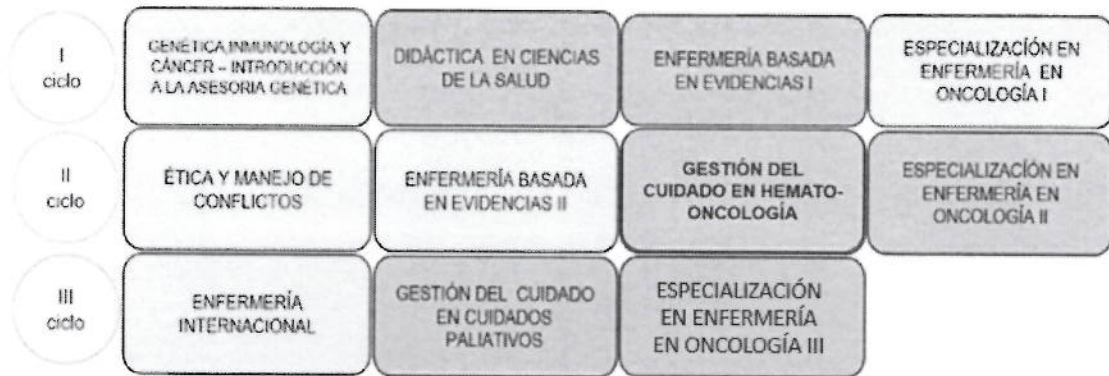 I
ciclo
GENÉTICA,INMUNOLOGÍA Y
CÁNCER – INTRODUCCIÓN
A LA ASESORIA GENÉTICA
DIDÁCTICA EN CIENCIAS
DE LA SALUD
ENFERMERÍA BASADA
EN EVIDENCIAS I
ESPECIALIZACÍÓN EN
ENFERMERÍA EN
ONCOLOGÍA I
II
ciclo
ÉTICA Y MANEJO DE
CONFLICTOS
ENFERMERÍA BASADA
EN EVIDENCIAS II
GESTIÓN DEL
CUIDADO EN HEMATO-
ONCOLOGÍA
ESPECIALIZACÍÓN EN
ENFERMERÍA EN
ONCOLOGÍA II
III
ciclo
ENFERMERÍA
INTERNACIONAL
GESTIÓN DEL CUIDADO
EN CUIDADOS
PALIATIVOS
ESPECIALIZACIÓN
EN ENFERMERÍA
EN ONCOLOGÍA III